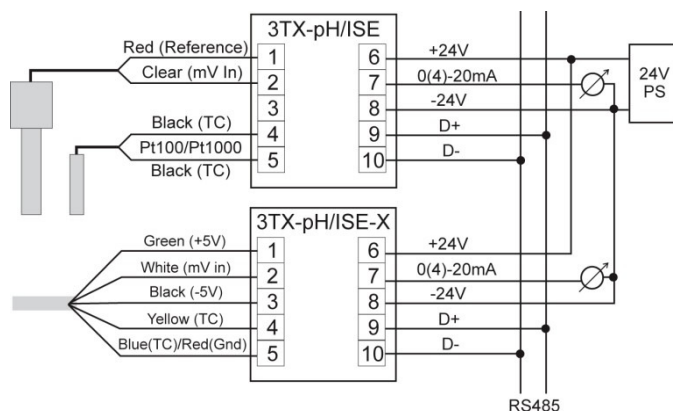 3TX-pH/ISE
Red (Reference)
1
6
+24V
Clear (mV In)
2
7
0(4)-20mA
24V
PS
3
8
-24V
Black (TC)
4
9
D+
Pt100/Pt1000
5
10
D-
Black (TC)
3TX-pH/ISE-X
Green (+5V)
1
6
+24V
White (mV in)
2
7
0(4)-20mA
Black (-5V)
3
8
-24V
Yellow (TC)
4
9
D+
Blue(TC)/Red(Gnd)
5
10
D-
RS485